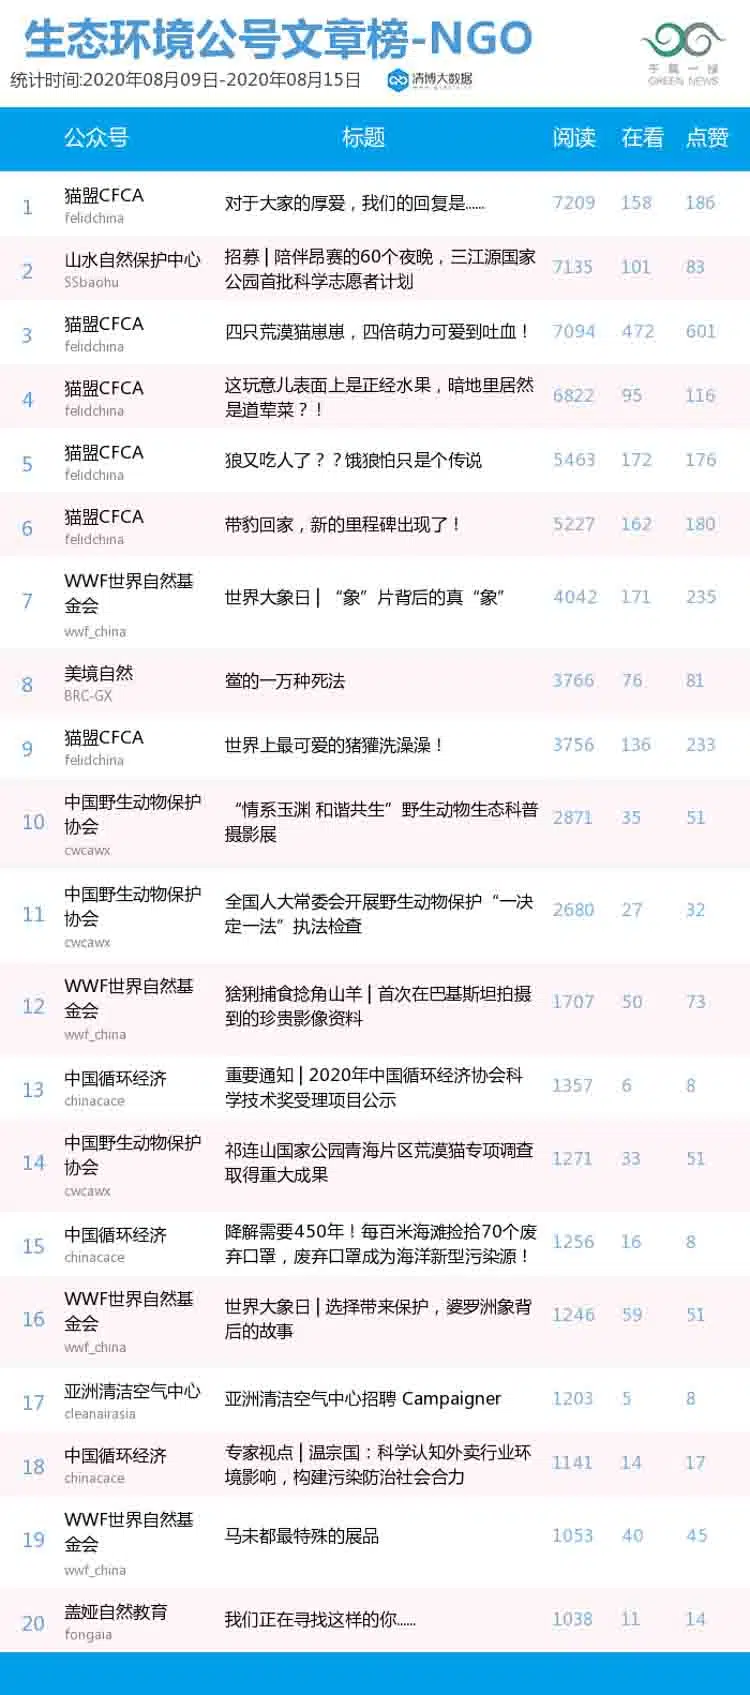 生态环境公号文章榜-NGO
统计时间:2020年08月09日-2020年08月15日
清博大数据
千篇一绿
GREEN NEWS
公众号 标题 阅读 在看 点赞
1 猫盟CFCA 对于大家的厚爱，我们的回复是...... 7209 158 186
felidchina
2 山水自然保护中心 招募 | 陪伴昂赛的60个夜晚，三江源国家 7135 101 83
SSbaohu 公园首批科学志愿者计划
3 猫盟CFCA 四只荒漠猫崽崽，四倍萌力可爱到吐血！ 7094 472 601
felidchina
4 猫盟CFCA 这玩意儿表面上是正经水果，暗地里居然 6822 95 116
felidchina 是道荤菜？！
5 猫盟CFCA 狼又吃人了？？饿狼怕只是个传说 5463 172 176
felidchina
6 猫盟CFCA 带豹回家，新的里程碑出现了！ 5227 162 180
felidchina
7 WWF世界自然基 世界大象日 | “象”片背后的真“象” 4042 171 235
金会
wwf_china
8 美境自然 鲎的一万种死法 3766 76 81
BRC-GX
9 猫盟CFCA 世界上最可爱的猪獾洗澡澡！ 3756 136 233
felidchina
10 中国野生动物保护 “情系玉渊 和谐共生”野生动物生态科普 2871 35 51
协会 摄影展
cwcawx
11 中国野生动物保护 全国人大常委会开展野生动物保护“一决 2680 27 32
协会 定一法”执法检查
cwcawx
12 WWF世界自然基 猞猁捕食捻角山羊 | 首次在巴基斯坦拍摄 1707 50 73
金会 到的珍贵影像资料
wwf_china
13 中国循环经济 重要通知 | 2020年中国循环经济协会科 1357 6 8
chinacace 学技术奖受理项目公示
14 中国野生动物保护 祁连山国家公园青海片区荒漠猫专项调查 1271 33 51
协会 取得重大成果
cwcawx
15 中国循环经济 降解需要450年！每百米海滩捡拾70个废 1256 16 8
chinacace 弃口罩，废弃口罩成为海洋新型污染源！
16 WWF世界自然基 世界大象日 | 选择带来保护，婆罗洲象背 1246 59 51
金会 后的故事
wwf_china
17 亚洲清洁空气中心 亚洲清洁空气中心招聘 Campaigner 1203 5 8
cleanairasia
18 中国循环经济 专家视点 | 温宗国：科学认知外卖行业环 1141 14 17
chinacace 境影响，构建污染防治社会合力
19 WWF世界自然基 马未都最特殊的展品 1053 40 45
金会
wwf_china
20 盖娅自然教育 我们正在寻找这样的你...... 1038 11 14
fongaia